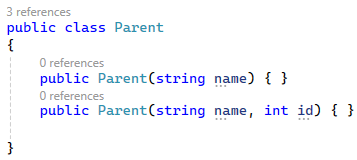 3 references
public class Parent
{
0 references
public Parent(string name) { }
0 references
public Parent(string name, int id) { }
}